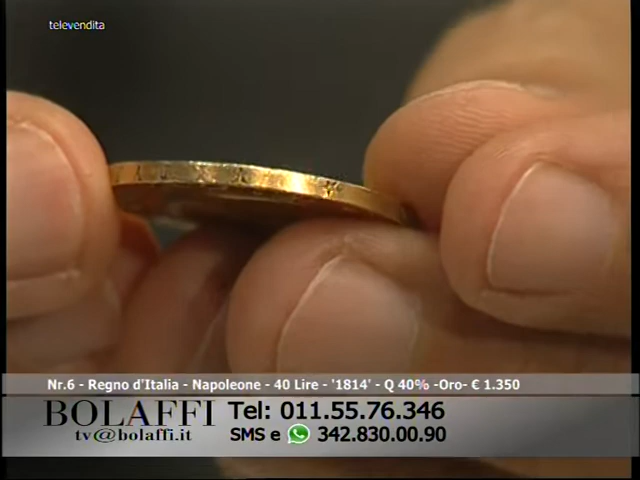 televendita
Nr.6 - Regno d'Italia - Napoleone - 40 Lire - '1814' - Q 40% -Oro- € 1.350
BOLAFFI
tv@bolaffi.it
Tel: 011.55.76.346
SMS e 342.830.00.90